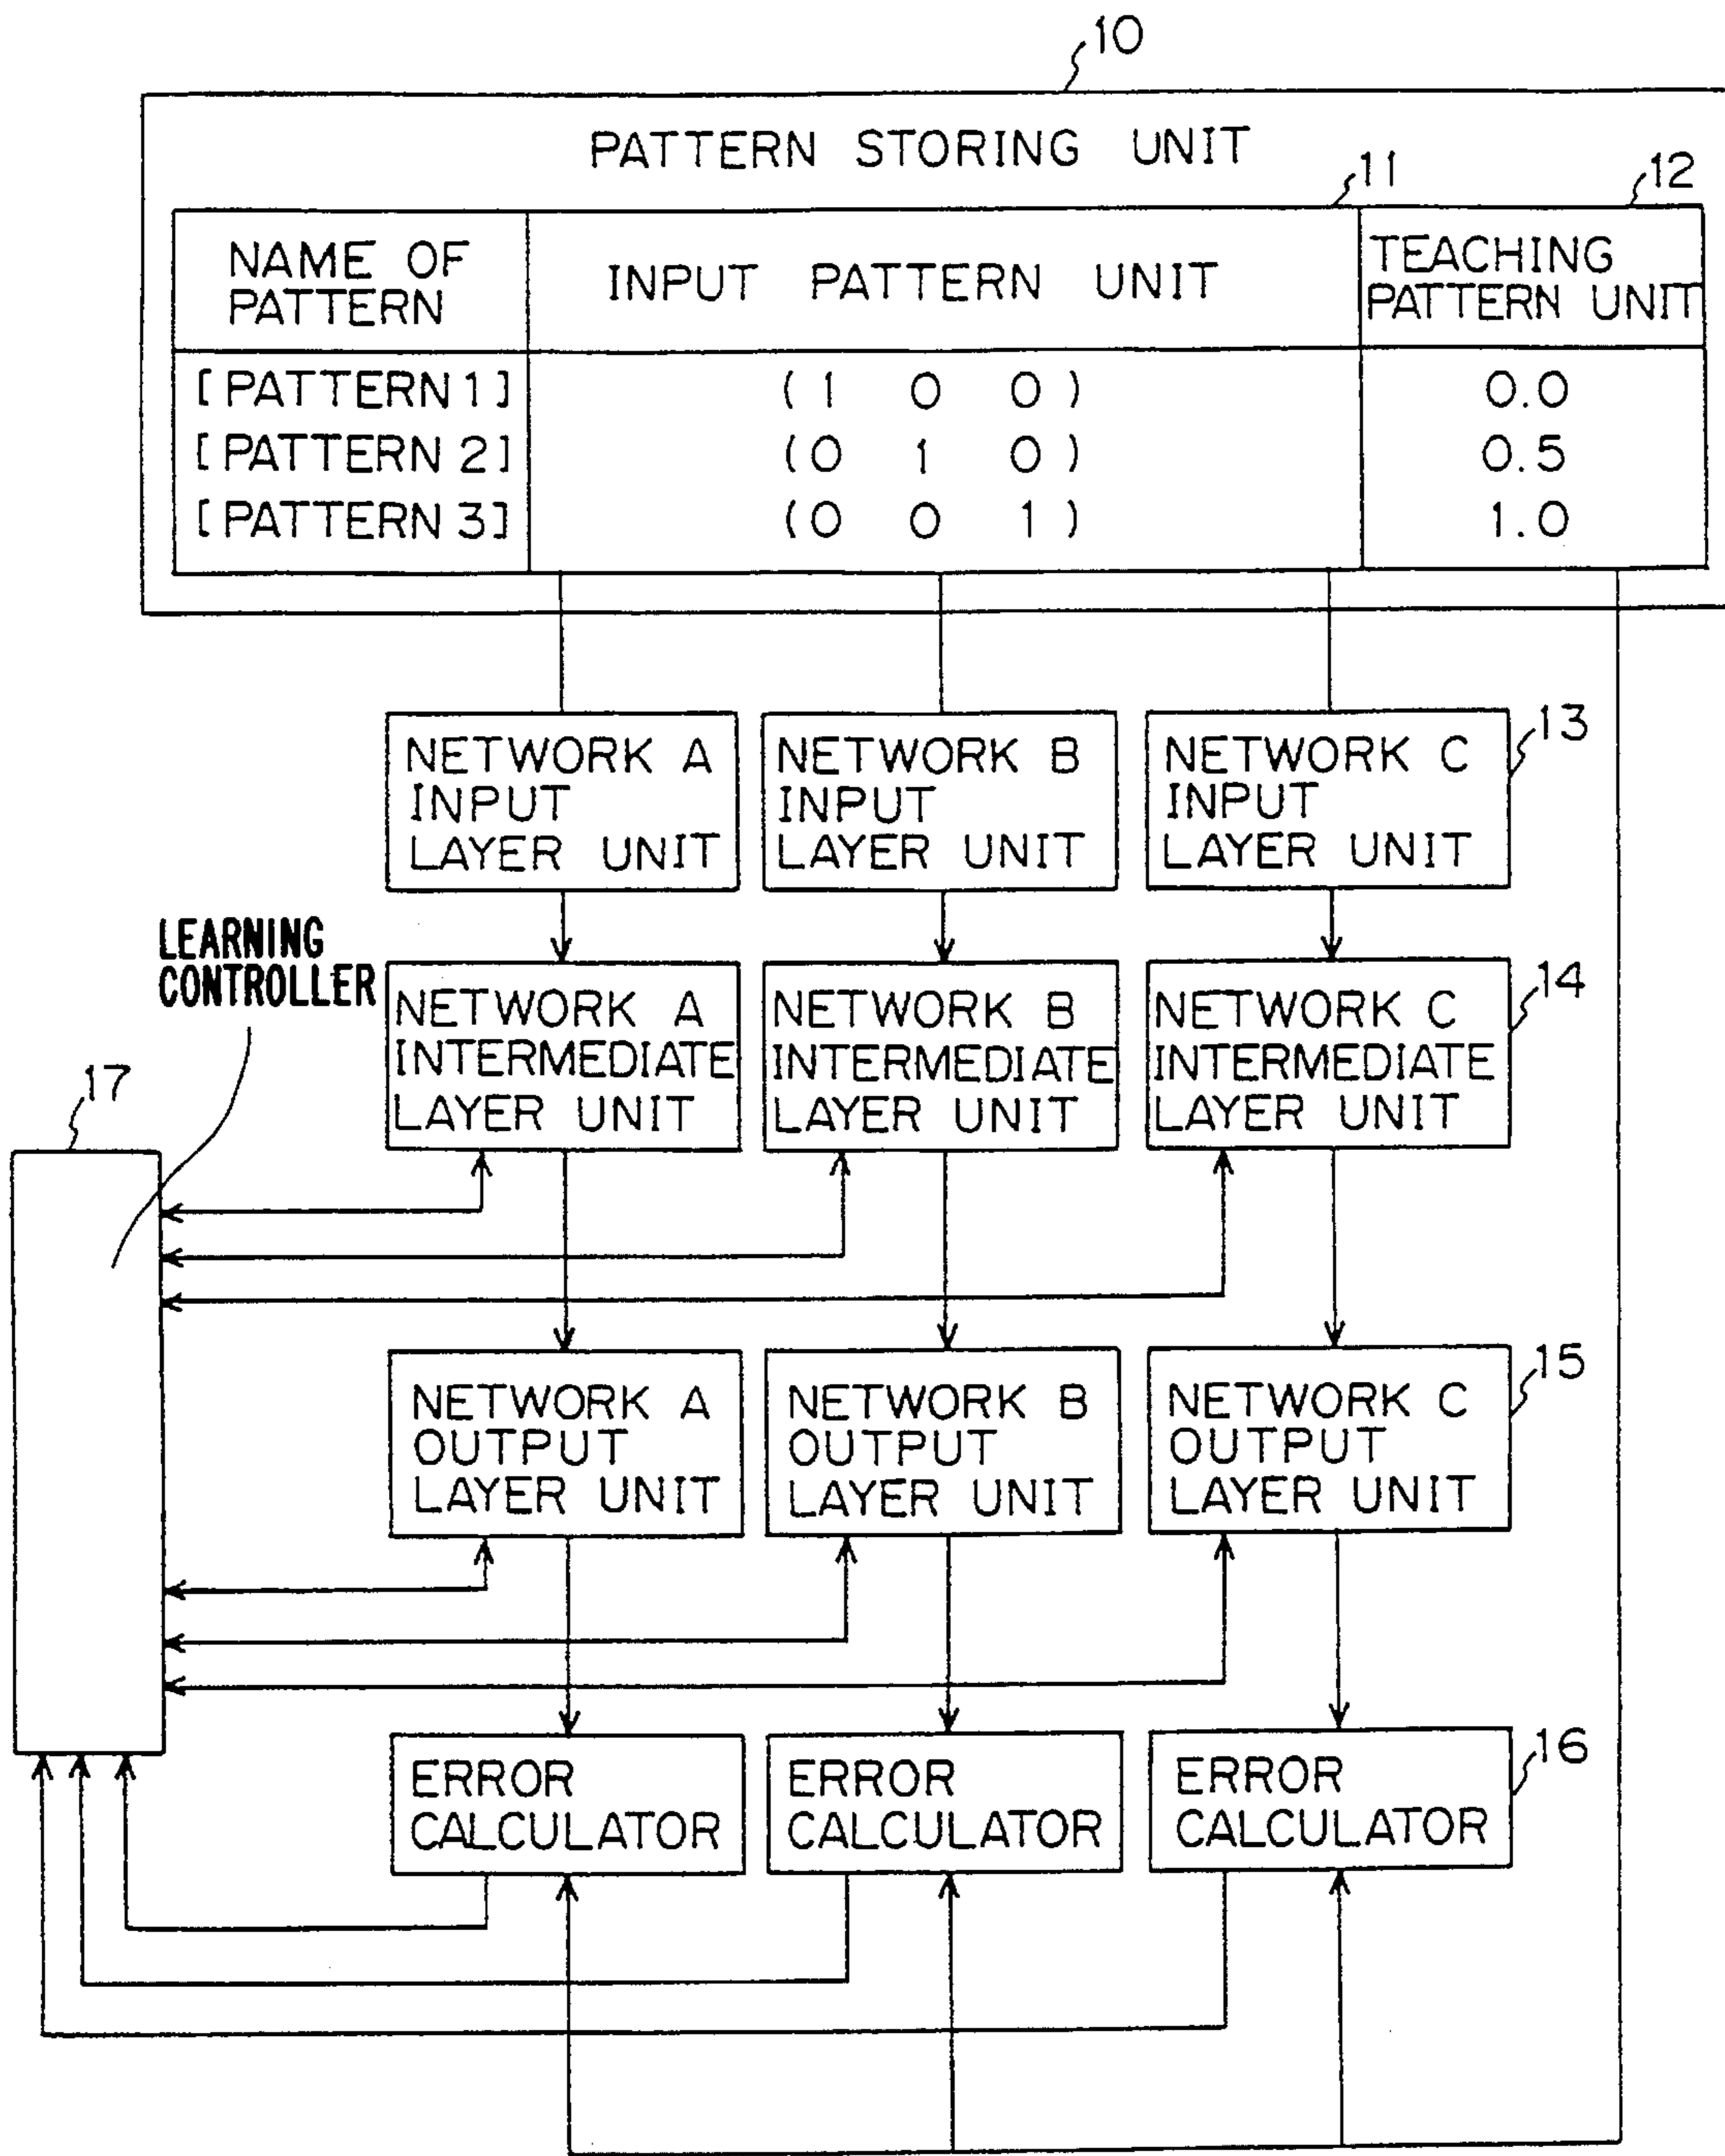 10
PATTERN STORING UNIT
11
12
NAME OF
PATTERN
INPUT PATTERN UNIT
TEACHING
PATTERN UNIT
[PATTERN 1] (1 0 0) 0.0
[PATTERN 2] (0 1 0) 0.5
[PATTERN 3] (0 0 1) 1.0
NETWORK A
INPUT
LAYER UNIT
NETWORK B
INPUT
LAYER UNIT
NETWORK C
INPUT
LAYER UNIT
13
LEARNING
CONTROLLER
NETWORK A
INTERMEDIATE
LAYER UNIT
NETWORK B
INTERMEDIATE
LAYER UNIT
NETWORK C
INTERMEDIATE
LAYER UNIT
14
17
NETWORK A
OUTPUT
LAYER UNIT
NETWORK B
OUTPUT
LAYER UNIT
NETWORK C
OUTPUT
LAYER UNIT
15
ERROR
CALCULATOR
ERROR
CALCULATOR
ERROR
CALCULATOR
16